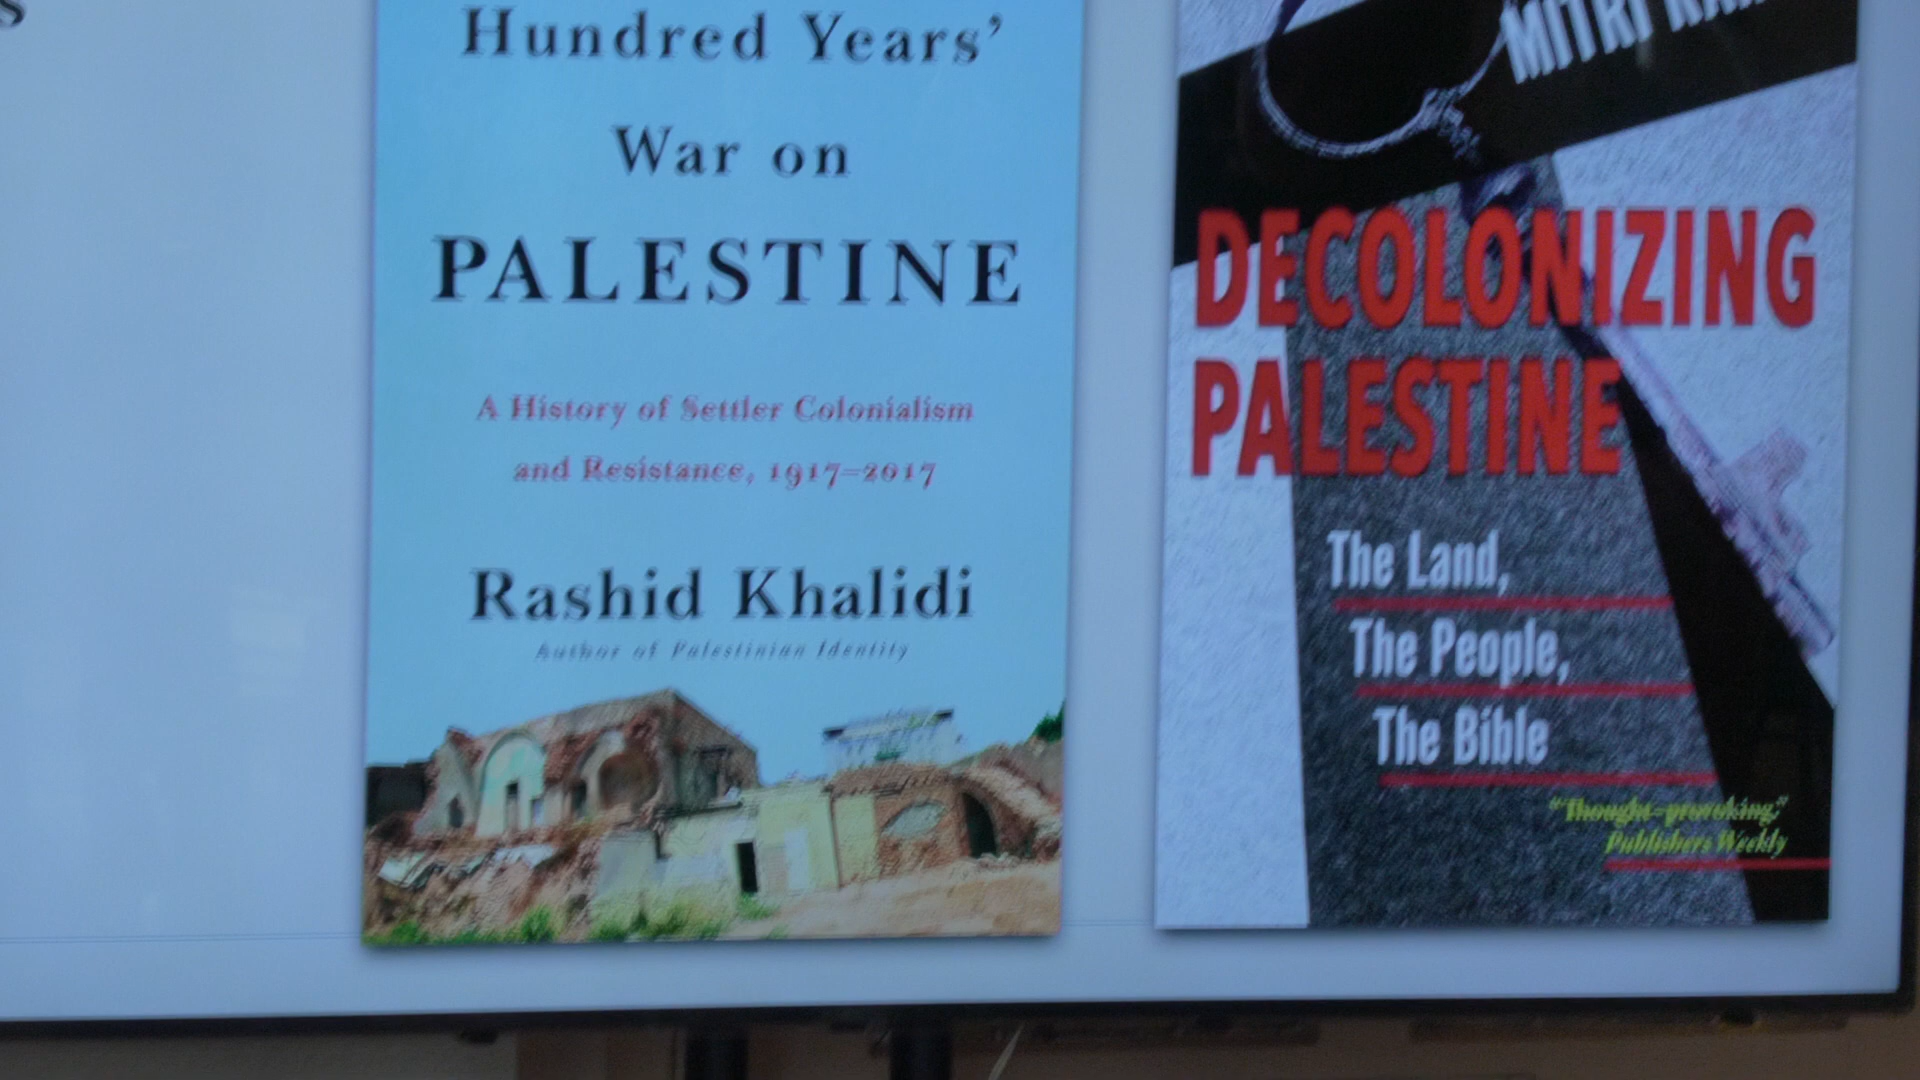 s
Hundred Years'
War on
PALESTINE
A History of Settler Colonialism
and Resistance, 1917–2017
Rashid Khalidi
Author of Palestinian Identity
MITRI
DECOLONIZING
PALESTINE
The Land,
The People,
The Bible
"Thought-provoking,"
Publishers Weekly